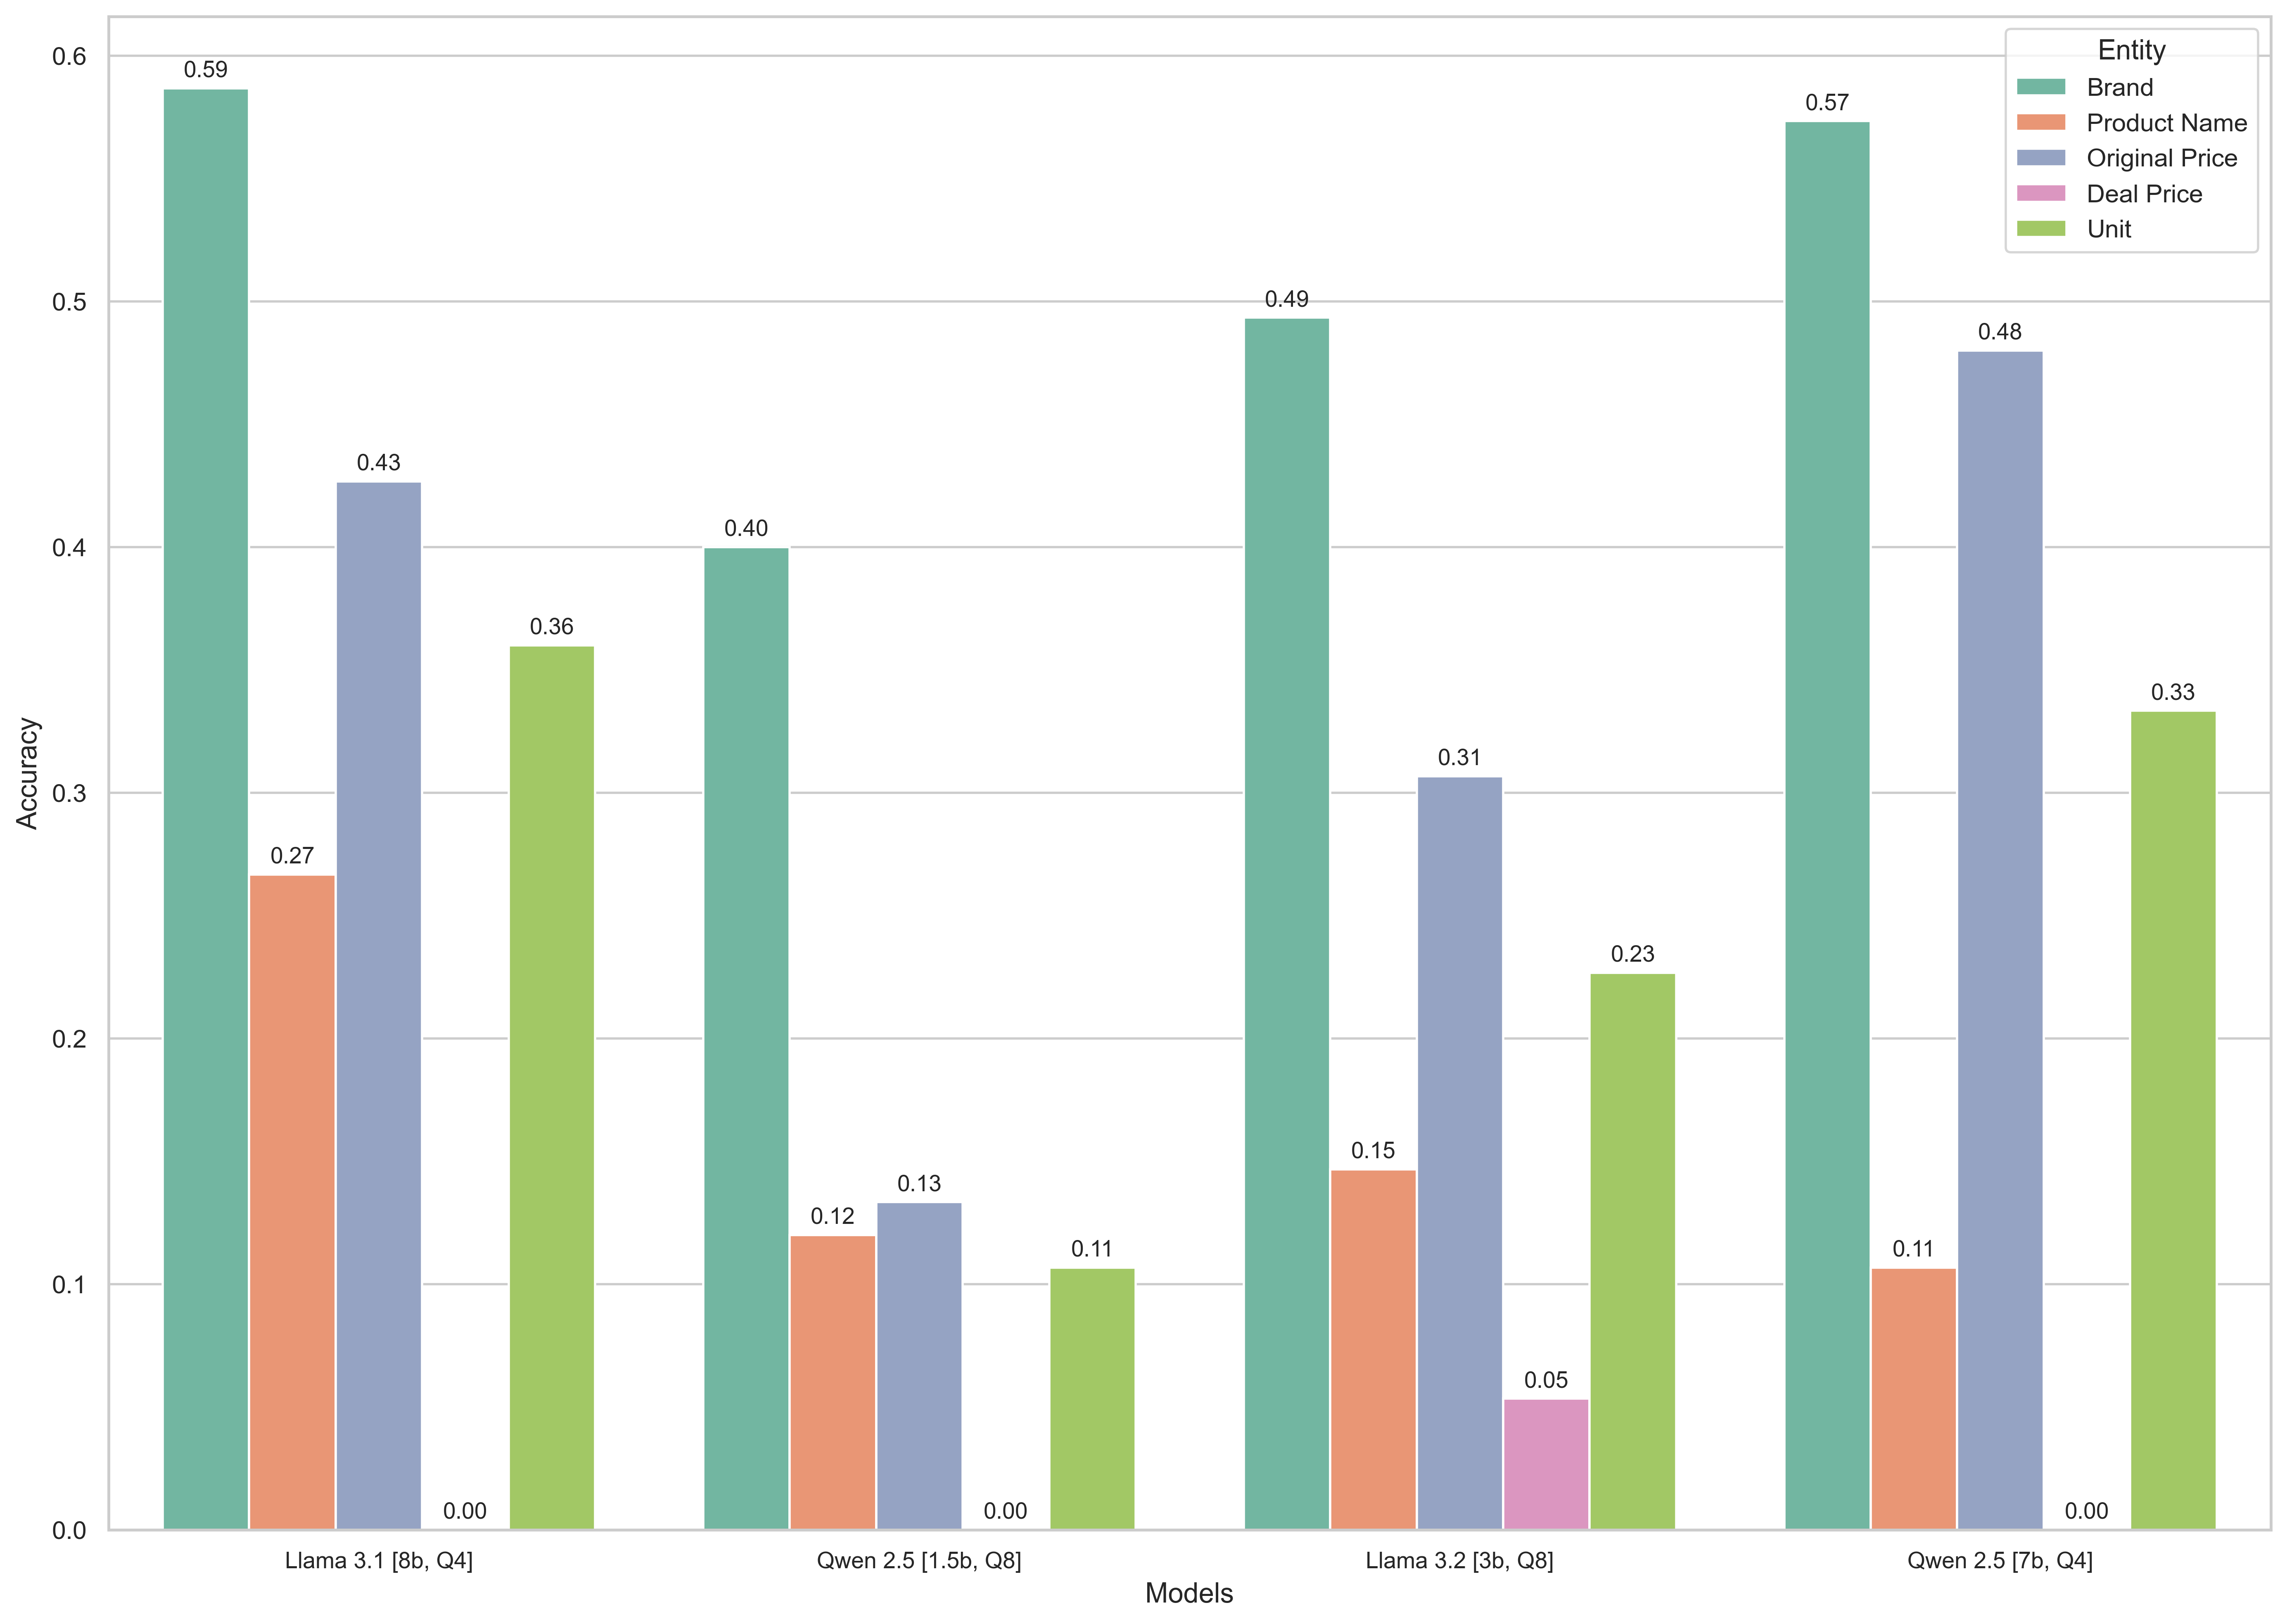 Entity
Brand
Product Name
Original Price
Deal Price
Unit
Accuracy
0.6
0.5
0.4
0.3
0.2
0.1
0.0
0.59
0.27
0.43
0.00
0.36
0.40
0.12
0.13
0.00
0.11
0.49
0.15
0.31
0.05
0.23
0.57
0.11
0.48
0.00
0.33
Llama 3.1 [8b, Q4]
Qwen 2.5 [1.5b, Q8]
Llama 3.2 [3b, Q8]
Qwen 2.5 [7b, Q4]
Models